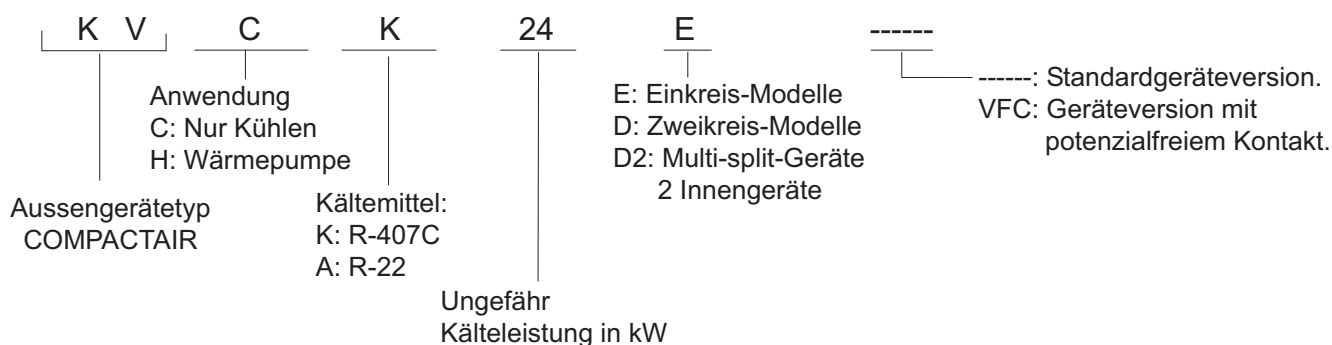 K V C K 24 E ------
Anwendung
C: Nur Kühlen
H: Wärmepumpe
E: Einkreis-Modelle
D: Zweikreis-Modelle
D2: Multi-split-Geräte
2 Innengeräte
------: Standardgeräteversion.
VFC: Geräteversion mit
potenzialfreiem Kontakt.
Aussengerätetyp
COMPACTAIR
Kältemittel:
K: R-407C
A: R-22
Ungefähr
Kälteleistung in kW